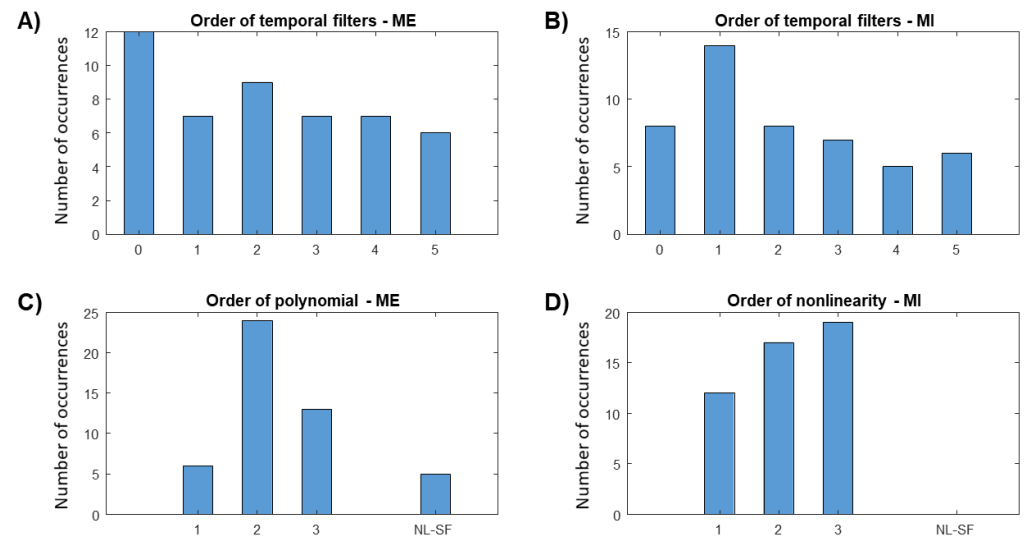 A)
Order of temporal filters - ME
Number of occurrences
12
10
8
6
4
2
0
0 1 2 3 4 5
B)
Order of temporal filters - MI
Number of occurrences
15
10
5
0
0 1 2 3 4 5
C)
Order of polynomial - ME
Number of occurrences
25
20
15
10
5
0
1 2 3 NL-SF
D)
Order of nonlinearity - MI
Number of occurrences
20
15
10
5
0
1 2 3 NL-SF